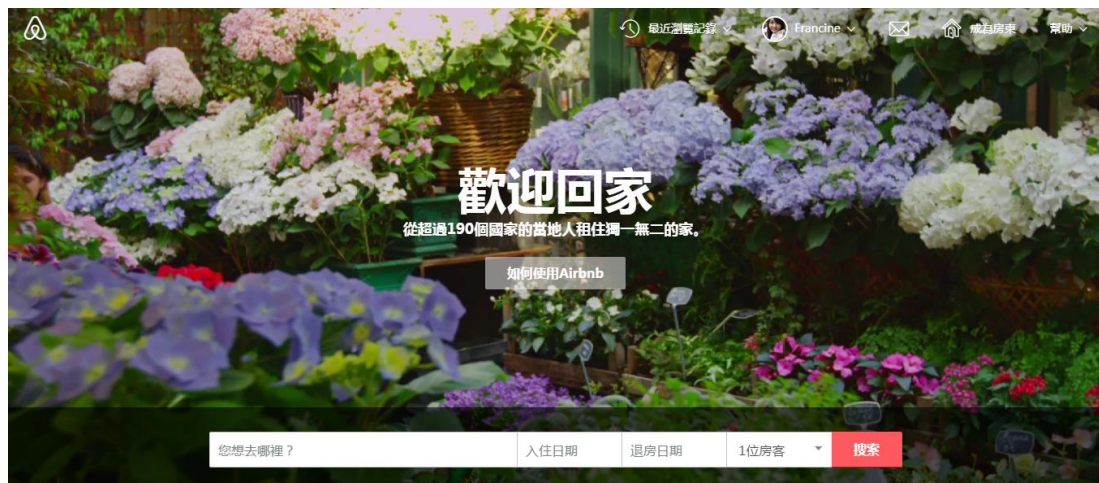 最近瀏覽記錄
Francine
成為房東
幫助
歡迎回家
從超過190個國家的當地人租住獨一無二的家。
如何使用Airbnb
您想去哪裡？
入住日期
退房日期
1位房客
搜索